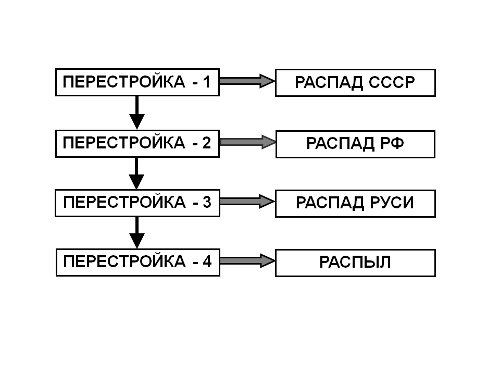 ПЕРЕСТРОЙКА - 1
РАСПАД СССР
ПЕРЕСТРОЙКА - 2
РАСПАД РФ
ПЕРЕСТРОЙКА - 3
РАСПАД РУСИ
ПЕРЕСТРОЙКА - 4
РАСПЫЛ